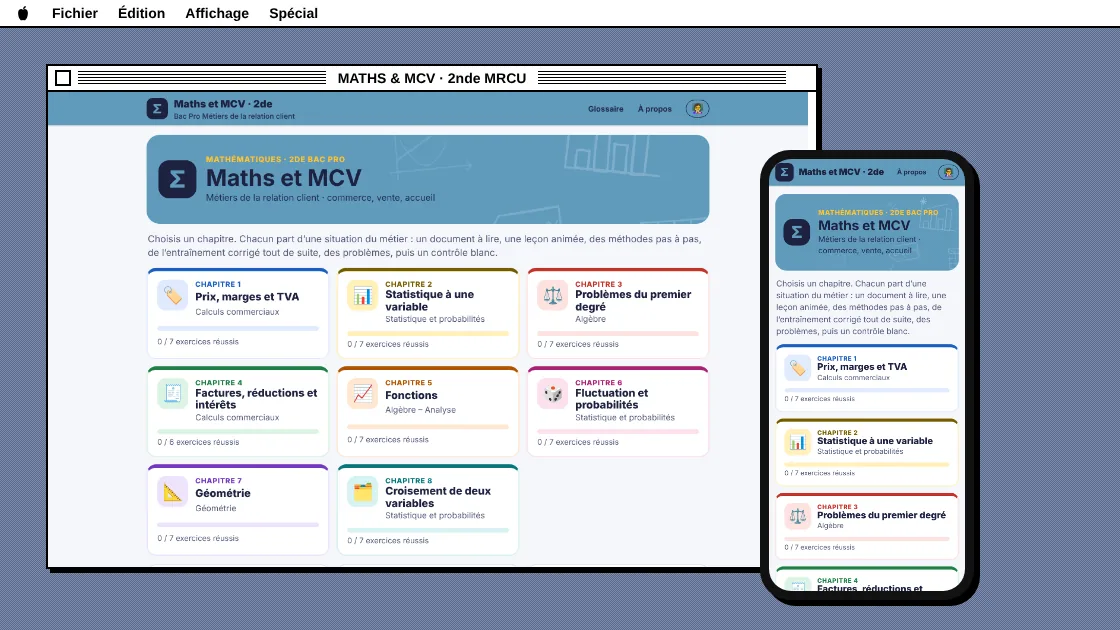 Fichier Édition Affichage Spécial
MATHS & MCV · 2nde MRCU
Σ Maths et MCV · 2de
Bac Pro Métiers de la relation client
Glossaire À propos
MATHÉMATIQUES · 2DE BAC PRO
Σ Maths et MCV
Métiers de la relation client · commerce, vente, accueil
Choisis un chapitre. Chacun part d'une situation du métier : un document à lire, une leçon animée, des méthodes pas à pas,
de l'entraînement corrigé tout de suite, des problèmes, puis un contrôle blanc.
CHAPITRE 1
Prix, marges et TVA
Calculs commerciaux
0 / 7 exercices réussis
CHAPITRE 2
Statistique à une
variable
Statistique et probabilités
0 / 7 exercices réussis
CHAPITRE 3
Problèmes du premier
degré
Algèbre
0 / 7 exercices réussis
CHAPITRE 4
Factures, réductions et
intérêts
Calculs commerciaux
0 / 6 exercices réussis
CHAPITRE 5
Fonctions
Algèbre – Analyse
0 / 7 exercices réussis
CHAPITRE 6
Fluctuation et
probabilités
Statistique et probabilités
0 / 7 exercices réussis
CHAPITRE 7
Géométrie
Géométrie
0 / 7 exercices réussis
CHAPITRE 8
Croisement de deux
variables
Statistique et probabilités
0 / 7 exercices réussis
Σ Maths et MCV · 2de À propos
MATHÉMATIQUES · 2DE BAC PRO
Σ Maths et MCV
Métiers de la relation client ·
commerce, vente, accueil
Choisis un chapitre. Chacun part d'une
situation du métier : un document à lire, une
leçon animée, des méthodes pas à pas, de
l'entraînement corrigé tout de suite, des
problèmes, puis un contrôle blanc.
CHAPITRE 1
Prix, marges et TVA
Calculs commerciaux
0 / 7 exercices réussis
CHAPITRE 2
Statistique à une variable
Statistique et probabilités
0 / 7 exercices réussis
CHAPITRE 3
Problèmes du premier degré
Algèbre
0 / 7 exercices réussis
CHAPITRE 4
Factures, réductions et